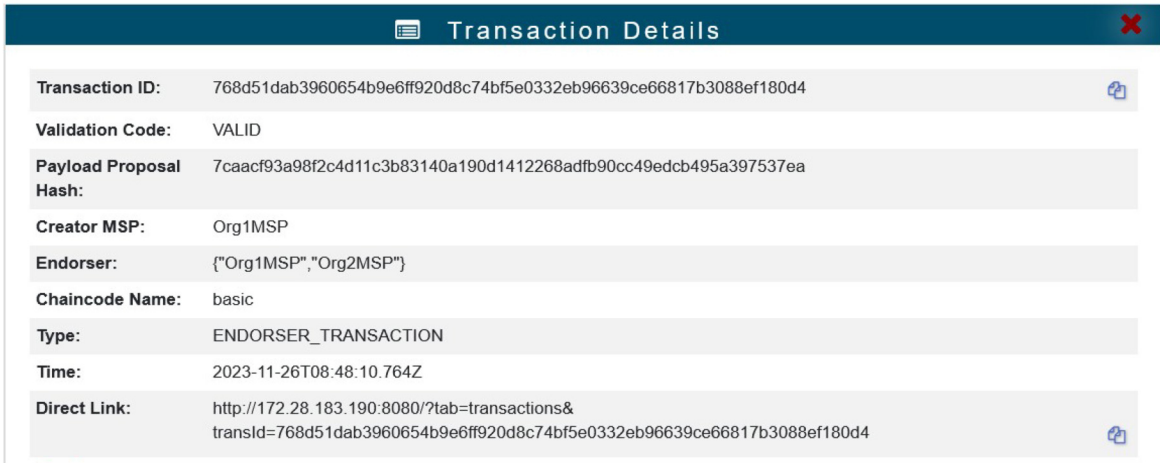 Transaction Details
Transaction ID: 768d51dab3960654b9e6ff920d8c74bf5e0332eb96639ce66817b3088ef180d4
Validation Code: VALID
Payload Proposal 7caacf93a98f2c4d11c3b83140a190d1412268adfb90cc49edcb495a397537ea
Hash:
Creator MSP: Org1MSP
Endorser: {"Org1MSP","Org2MSP"}
Chaincode Name: basic
Type: ENDORSER_TRANSACTION
Time: 2023-11-26T08:48:10.764Z
Direct Link: http://172.28.183.190:8080/?tab=transactions&
transId=768d51dab3960654b9e6ff920d8c74bf5e0332eb96639ce66817b3088ef180d4